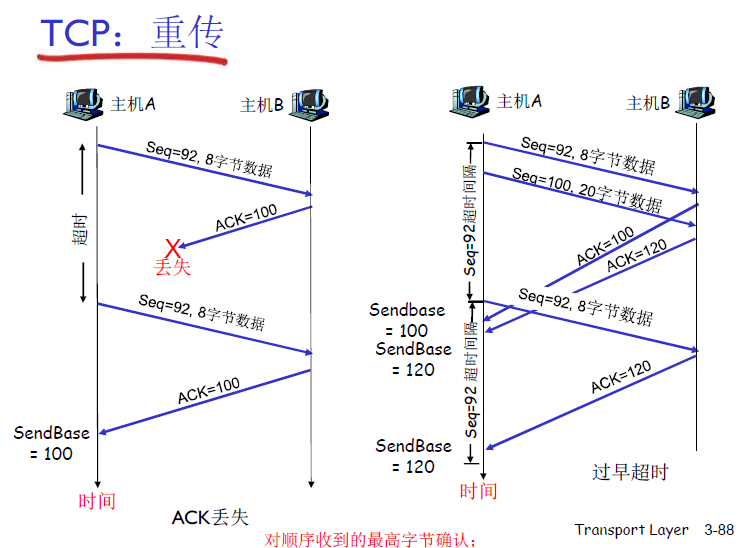 TCP：重传
主机A
主机B
Seq=92, 8字节数据
ACK=100
X
丢失
超时
Seq=92, 8字节数据
ACK=100
SendBase
= 100
时间
ACK丢失
主机A
主机B
Seq=92, 8字节数据
Seq=100, 20字节数据
Seq=92超时间隔
ACK=100
ACK=120
Seq=92, 8字节数据
Sendbase
= 100
SendBase
= 120
Seq=92 超时间隔
ACK=120
SendBase
= 120
时间
过早超时
对顺序收到的最高字节确认；
Transport Layer 3-88